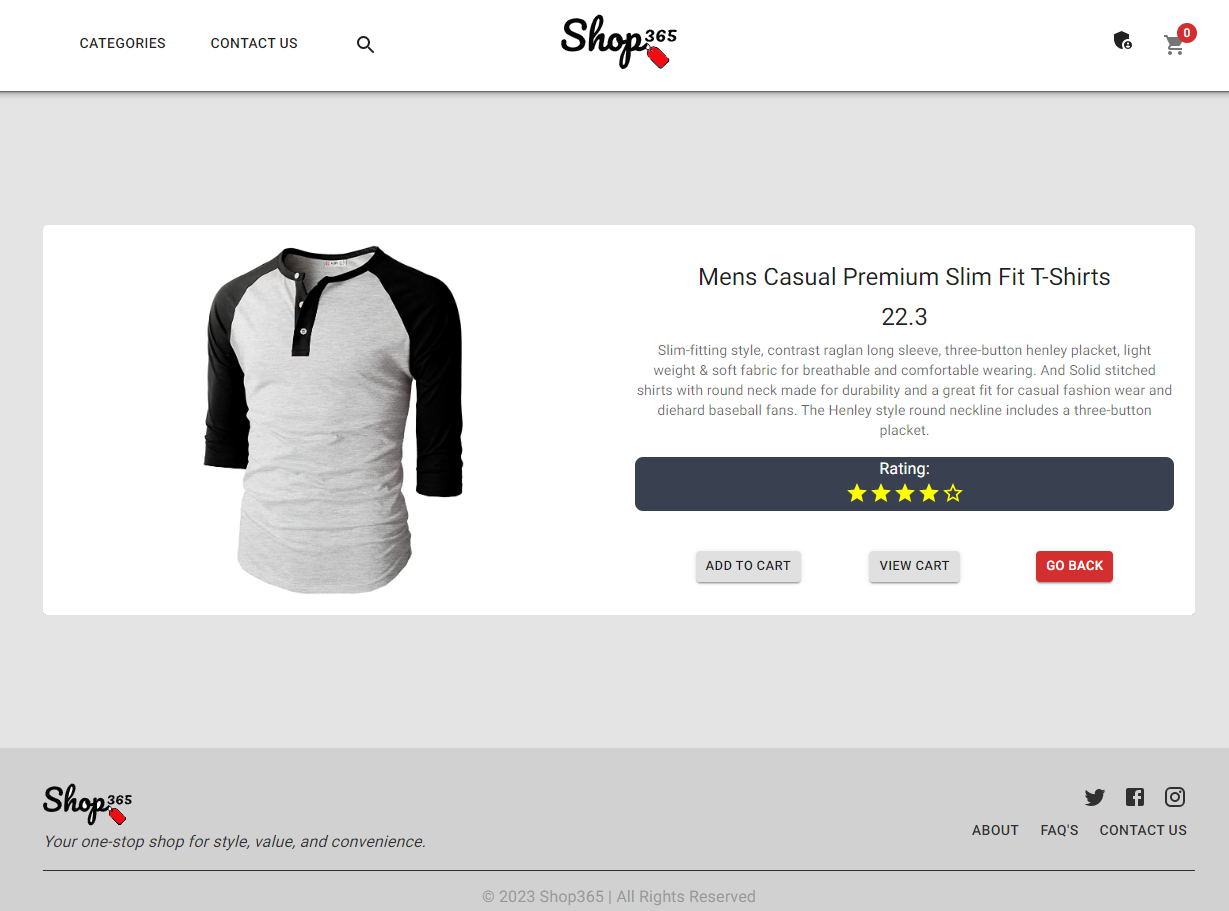 CATEGORIES
CONTACT US
Shop365
0
Mens Casual Premium Slim Fit T-Shirts
22.3
Slim-fitting style, contrast raglan long sleeve, three-button henley placket, light
weight & soft fabric for breathable and comfortable wearing. And Solid stitched
shirts with round neck made for durability and a great fit for casual fashion wear and
diehard baseball fans. The Henley style round neckline includes a three-button
placket.
Rating:
ADD TO CART
VIEW CART
GO BACK
Shop365
Your one-stop shop for style, value, and convenience.
ABOUT
FAQ'S
CONTACT US
© 2023 Shop365 | All Rights Reserved